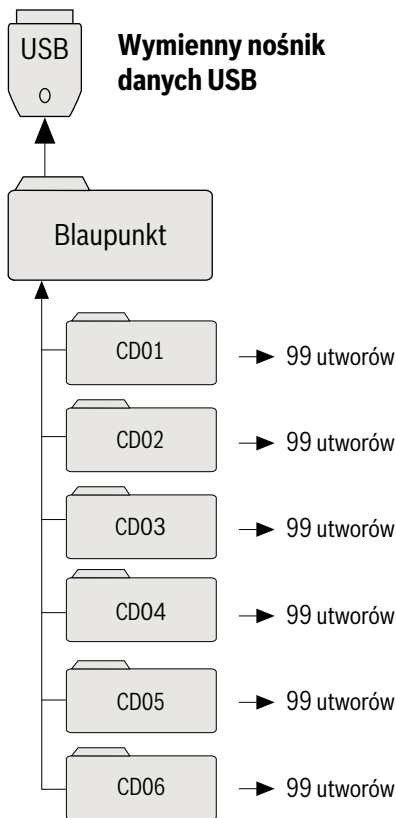 USB
Wymienny nośnik
danych USB
Blaupunkt
CD01
99 utworów
CD02
99 utworów
CD03
99 utworów
CD04
99 utworów
CD05
99 utworów
CD06
99 utworów